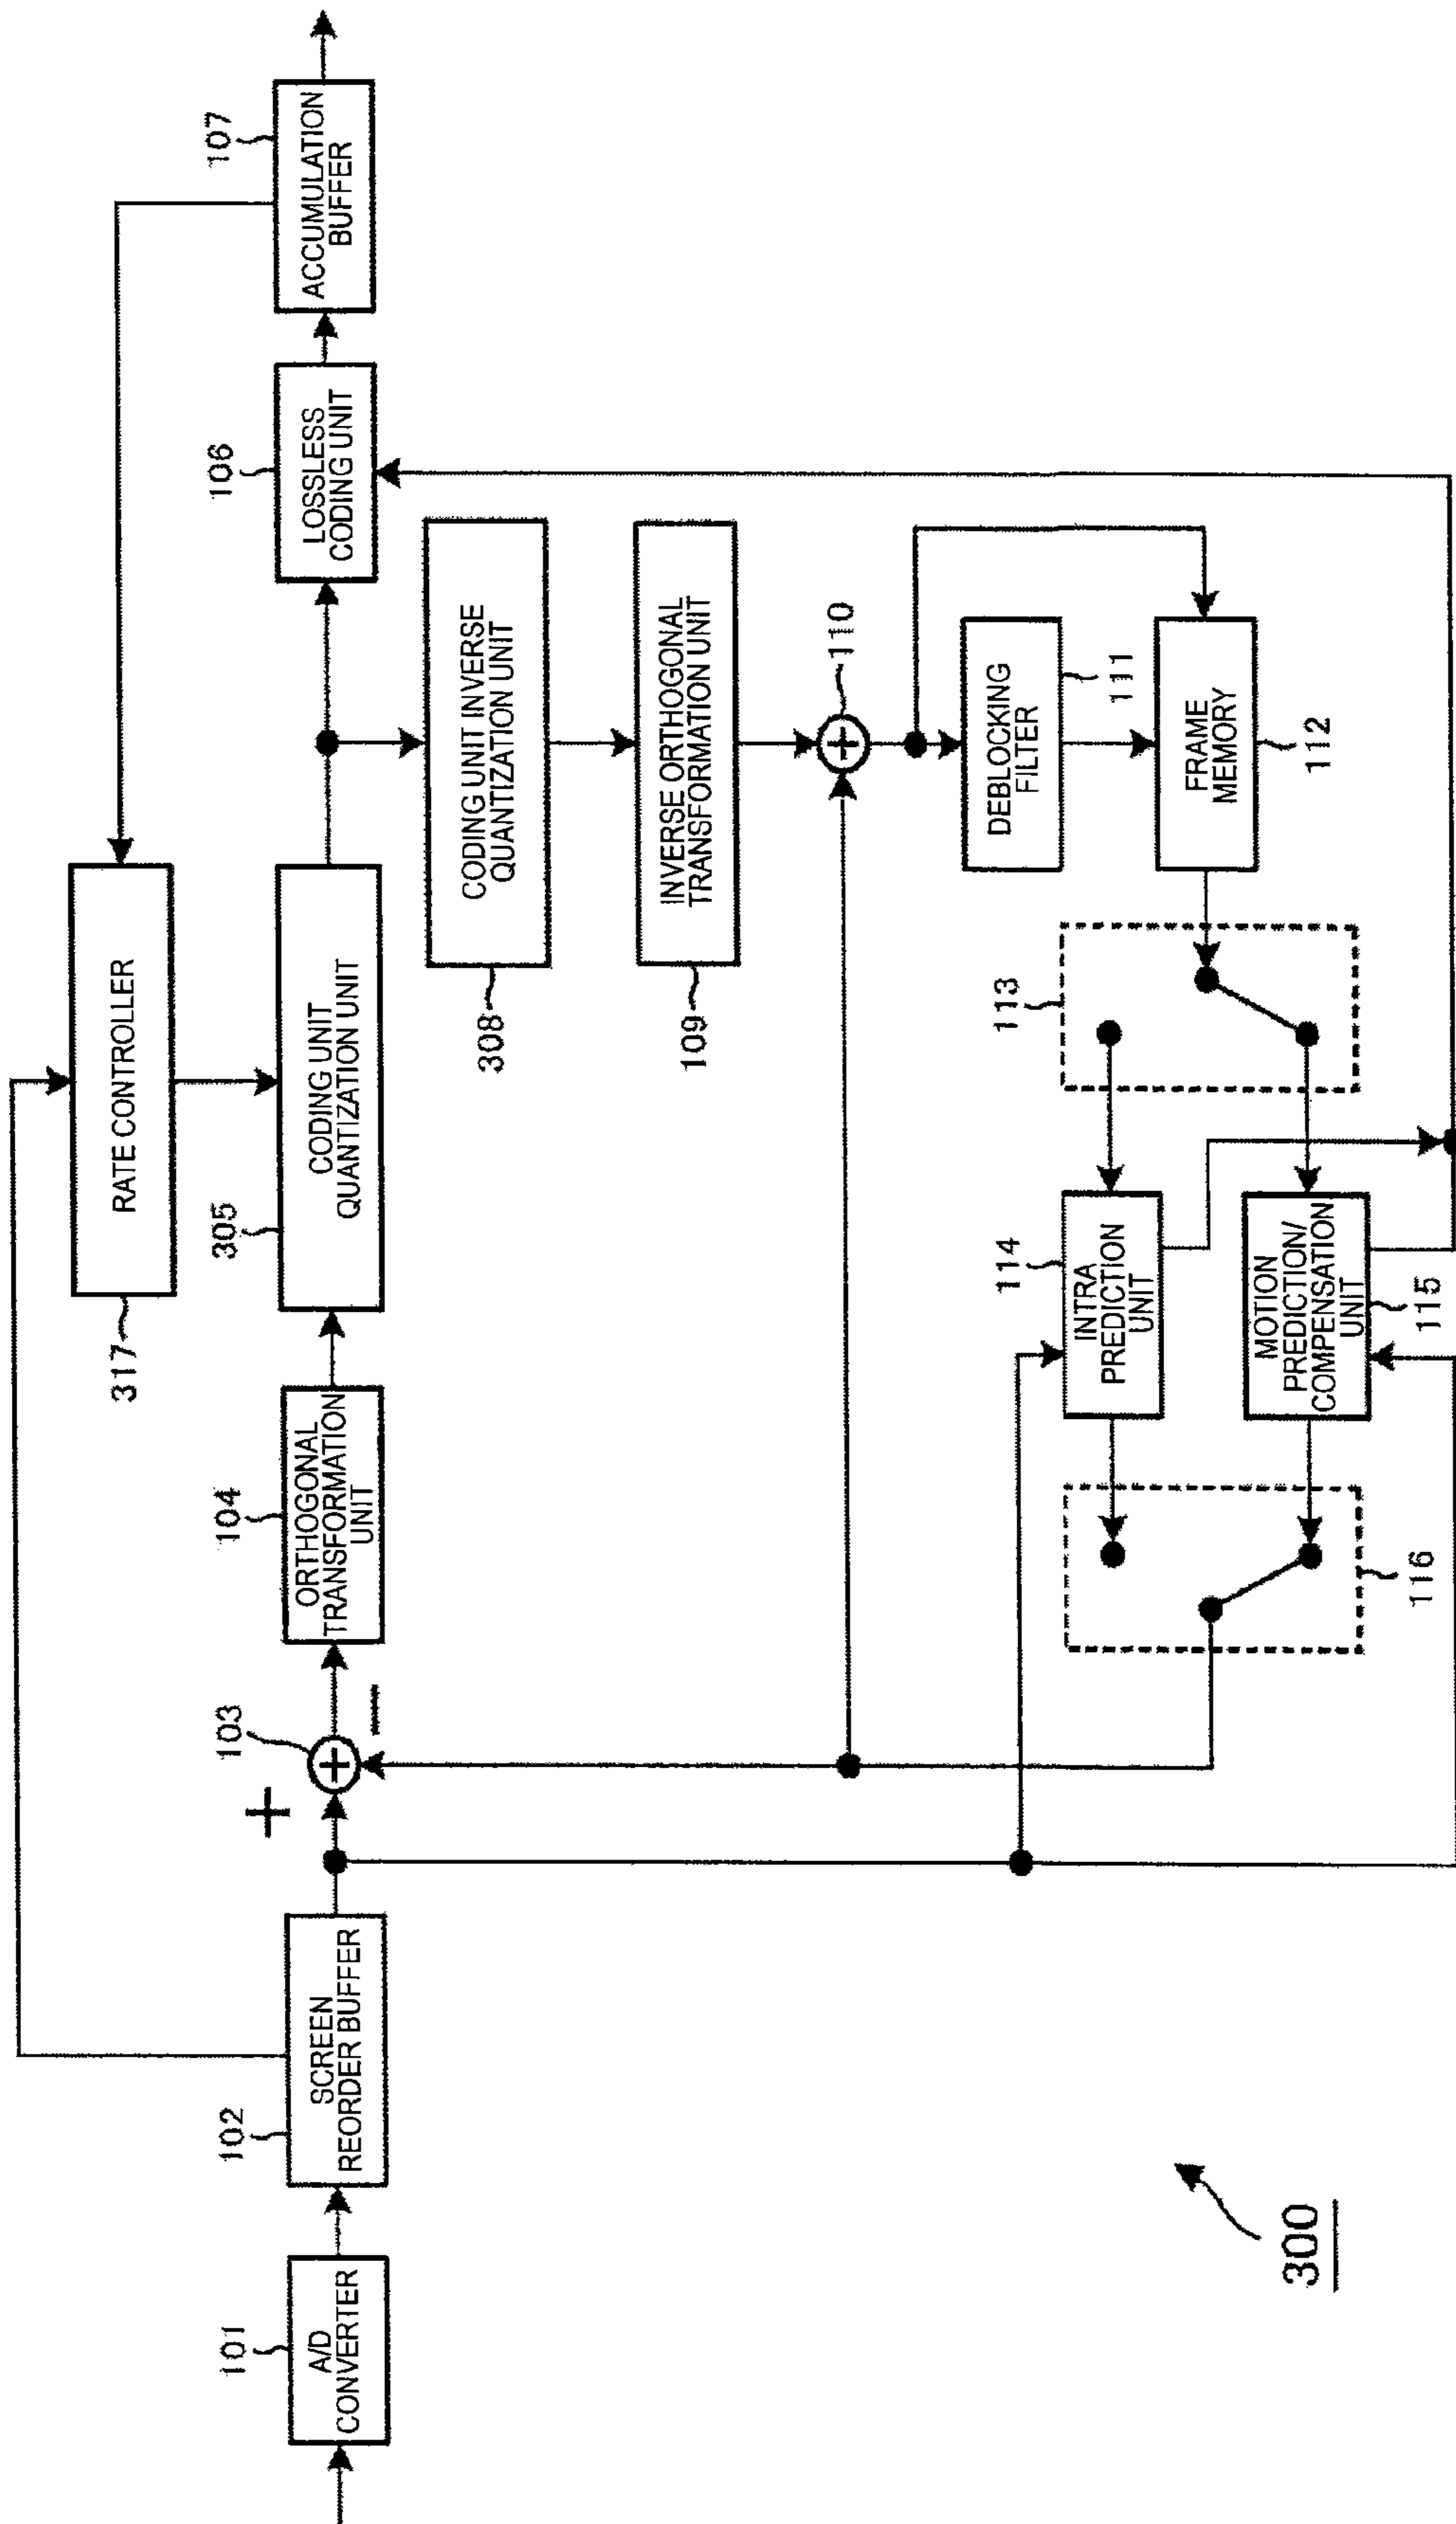 317
RATE CONTROLLER
101
A/D
CONVERTER
102
SCREEN
REORDER BUFFER
+
103
+
−
104
ORTHOGONAL
TRANSFORMATION
UNIT
305
CODING UNIT
QUANTIZATION UNIT
106
LOSSLESS
CODING UNIT
107
ACCUMULATION
BUFFER
308
CODING UNIT INVERSE
QUANTIZATION UNIT
109
INVERSE ORTHOGONAL
TRANSFORMATION UNIT
+
110
DEBLOCKING
FILTER
111
FRAME
MEMORY
112
113
114
INTRA
PREDICTION
UNIT
MOTION
PREDICTION/
COMPENSATION
UNIT
115
116
300